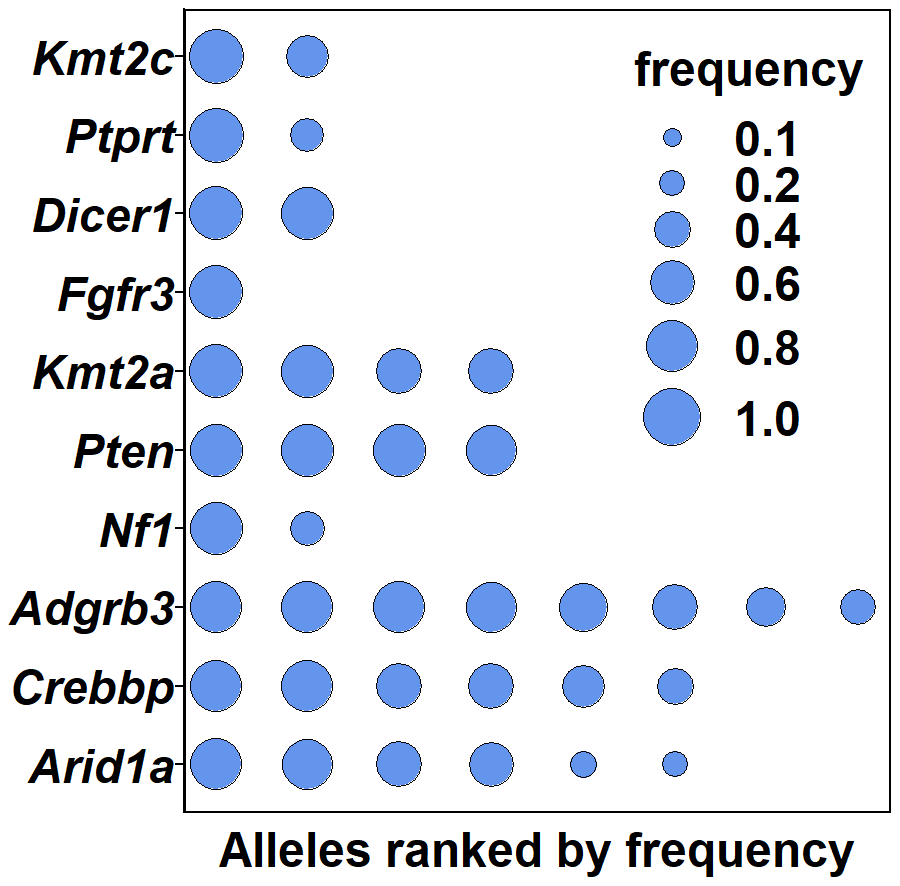 Kmt2c
Ptprt
Dicer1
Fgfr3
Kmt2a
Pten
Nf1
Adgrb3
Crebbp
Arid1a
frequency
0.1
0.2
0.4
0.6
0.8
1.0
Alleles ranked by frequency